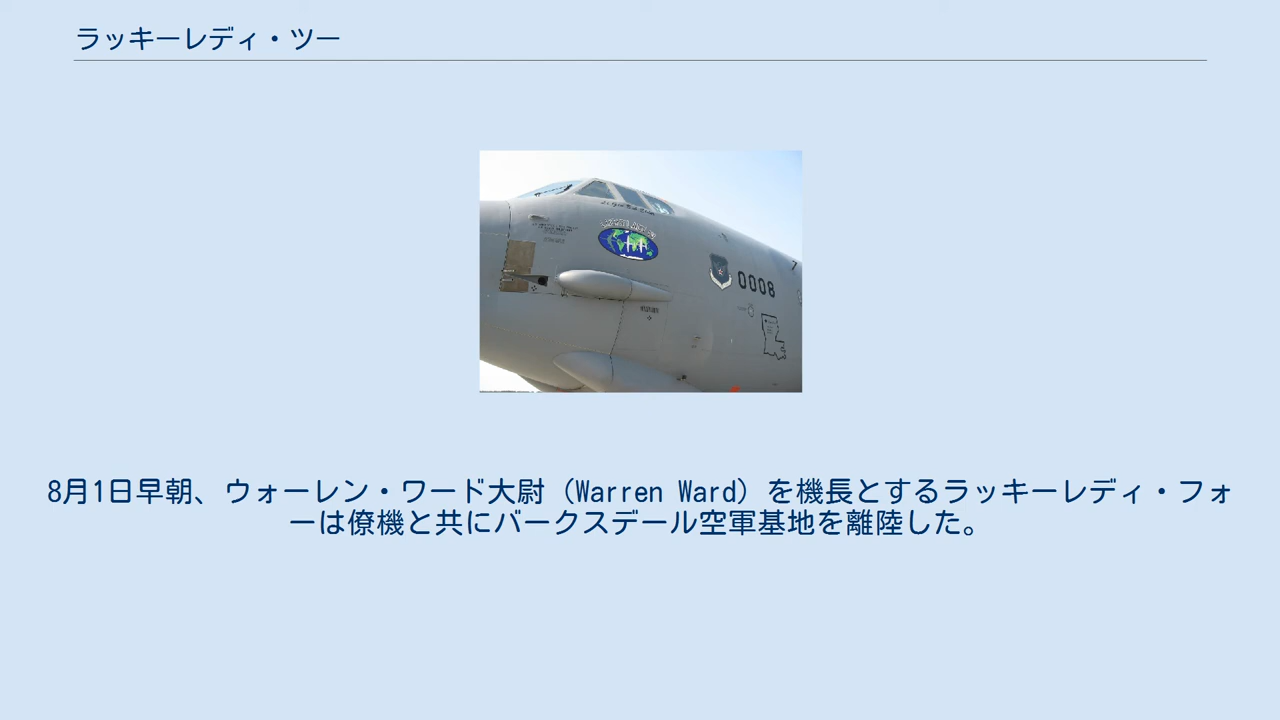 ラッキーレディ・ツー
0008
8月1日早朝、ウォーレン・ワード大尉（Warren Ward）を機長とするラッキーレディ・フォ
ーは僚機と共にバークスデール空軍基地を離陸した。